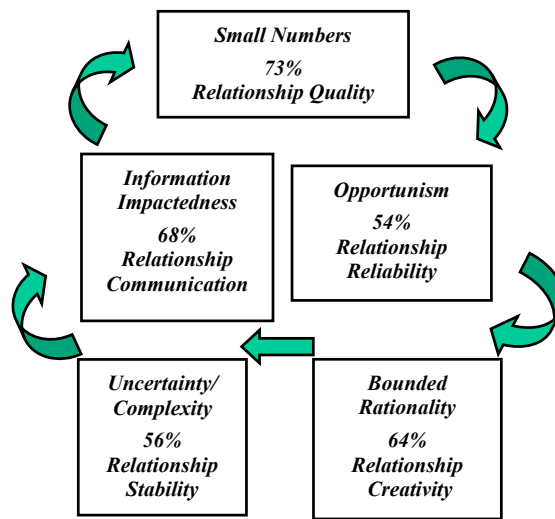 Small Numbers
73%
Relationship Quality
Information
Impactedness
68%
Relationship
Communication
Opportunism
54%
Relationship
Reliability
Uncertainty/
Complexity
56%
Relationship
Stability
Bounded
Rationality
64%
Relationship
Creativity